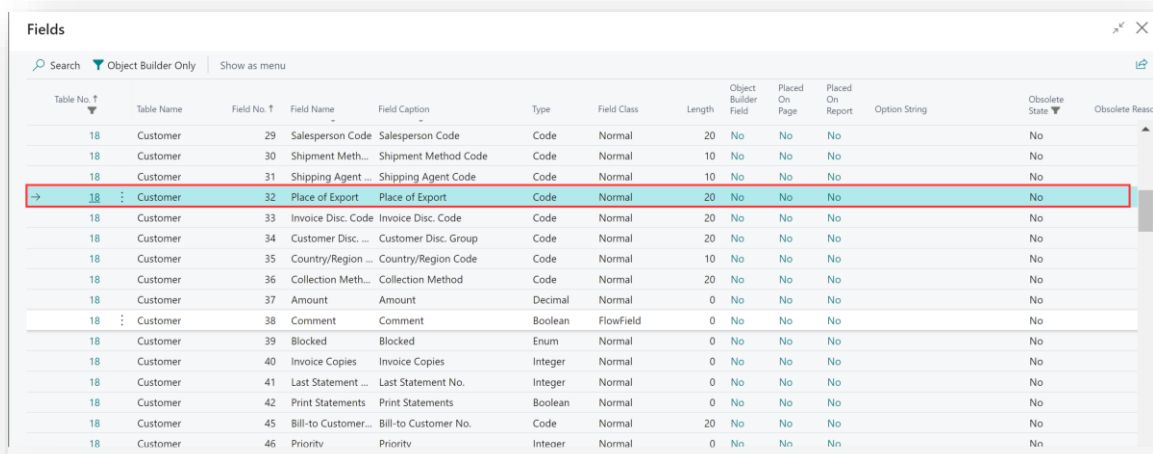 Fields
Search Object Builder Only Show as menu
Table No. ↑ Table Name Field No. ↑ Field Name Field Caption Type Field Class Length Object Builder Field Placed On Page Placed On Report Option String Obsolete State Obsolete Reaso
18 Customer 29 Salesperson Code Salesperson Code Code Normal 20 No No No No
18 Customer 30 Shipment Meth... Shipment Method Code Code Normal 10 No No No No
18 Customer 31 Shipping Agent ... Shipping Agent Code Code Normal 10 No No No No
→ 18 Customer 32 Place of Export Place of Export Code Normal 20 No No No No
18 Customer 33 Invoice Disc. Code Invoice Disc. Code Code Normal 20 No No No No
18 Customer 34 Customer Disc. ... Customer Disc. Group Code Normal 20 No No No No
18 Customer 35 Country/Region ... Country/Region Code Code Normal 10 No No No No
18 Customer 36 Collection Meth... Collection Method Code Normal 20 No No No No
18 Customer 37 Amount Amount Decimal Normal 0 No No No No
18 Customer 38 Comment Comment Boolean FlowField 0 No No No No
18 Customer 39 Blocked Blocked Enum Normal 0 No No No No
18 Customer 40 Invoice Copies Invoice Copies Integer Normal 0 No No No No
18 Customer 41 Last Statement ... Last Statement No. Integer Normal 0 No No No No
18 Customer 42 Print Statements Print Statements Boolean Normal 0 No No No No
18 Customer 45 Bill-to Customer... Bill-to Customer No. Code Normal 20 No No No No
18 Customer 46 Priority Priority Integer Normal 0 No No No No